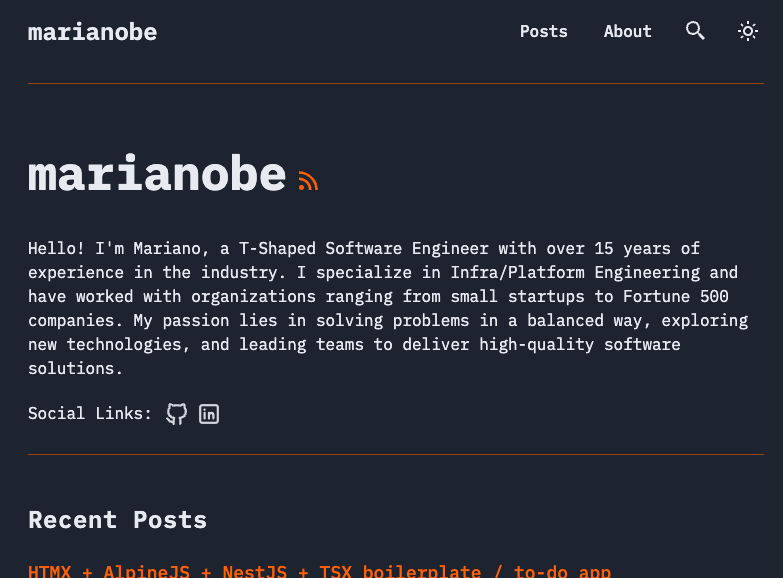 marianobe
Posts
About
marianobe
Hello! I'm Mariano, a T-Shaped Software Engineer with over 15 years of
experience in the industry. I specialize in Infra/Platform Engineering and
have worked with organizations ranging from small startups to Fortune 500
companies. My passion lies in solving problems in a balanced way, exploring
new technologies, and leading teams to deliver high-quality software
solutions.
Social Links:
in
Recent Posts
HTMX + AlpineJS + NestJS + TSX boilerplate / to-do app